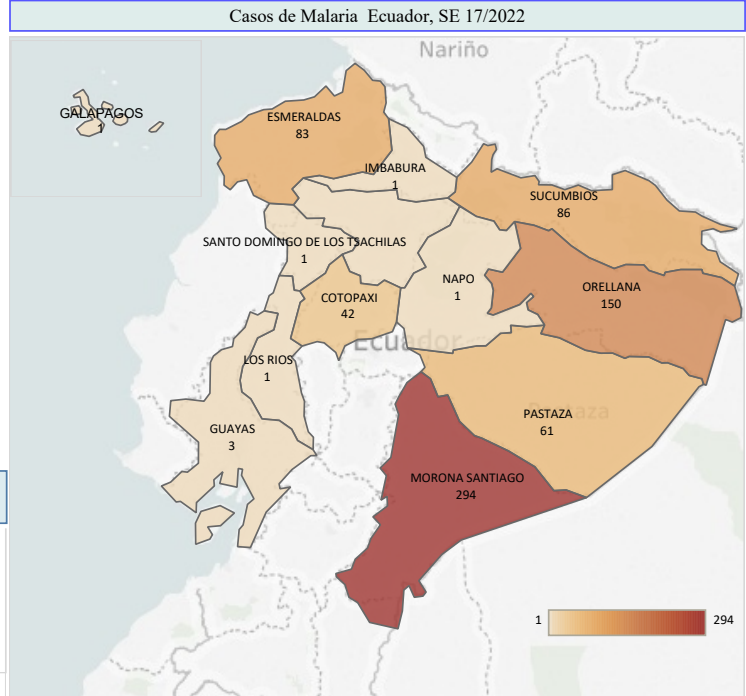 Casos de Malaria Ecuador, SE 17/2022
Nariño
GALAPAGOS
1
ESMERALDAS
83
IMBABURA
1
SUCUMBIOS
86
SANTO DOMINGO DE LOS TSACHILAS
1
NAPO
1
ORELLANA
150
COTOPAXI
42
Ecuador
LOS RIOS
1
Pastaza
PASTAZA
61
GUAYAS
3
MORONA SANTIAGO
294
1
294